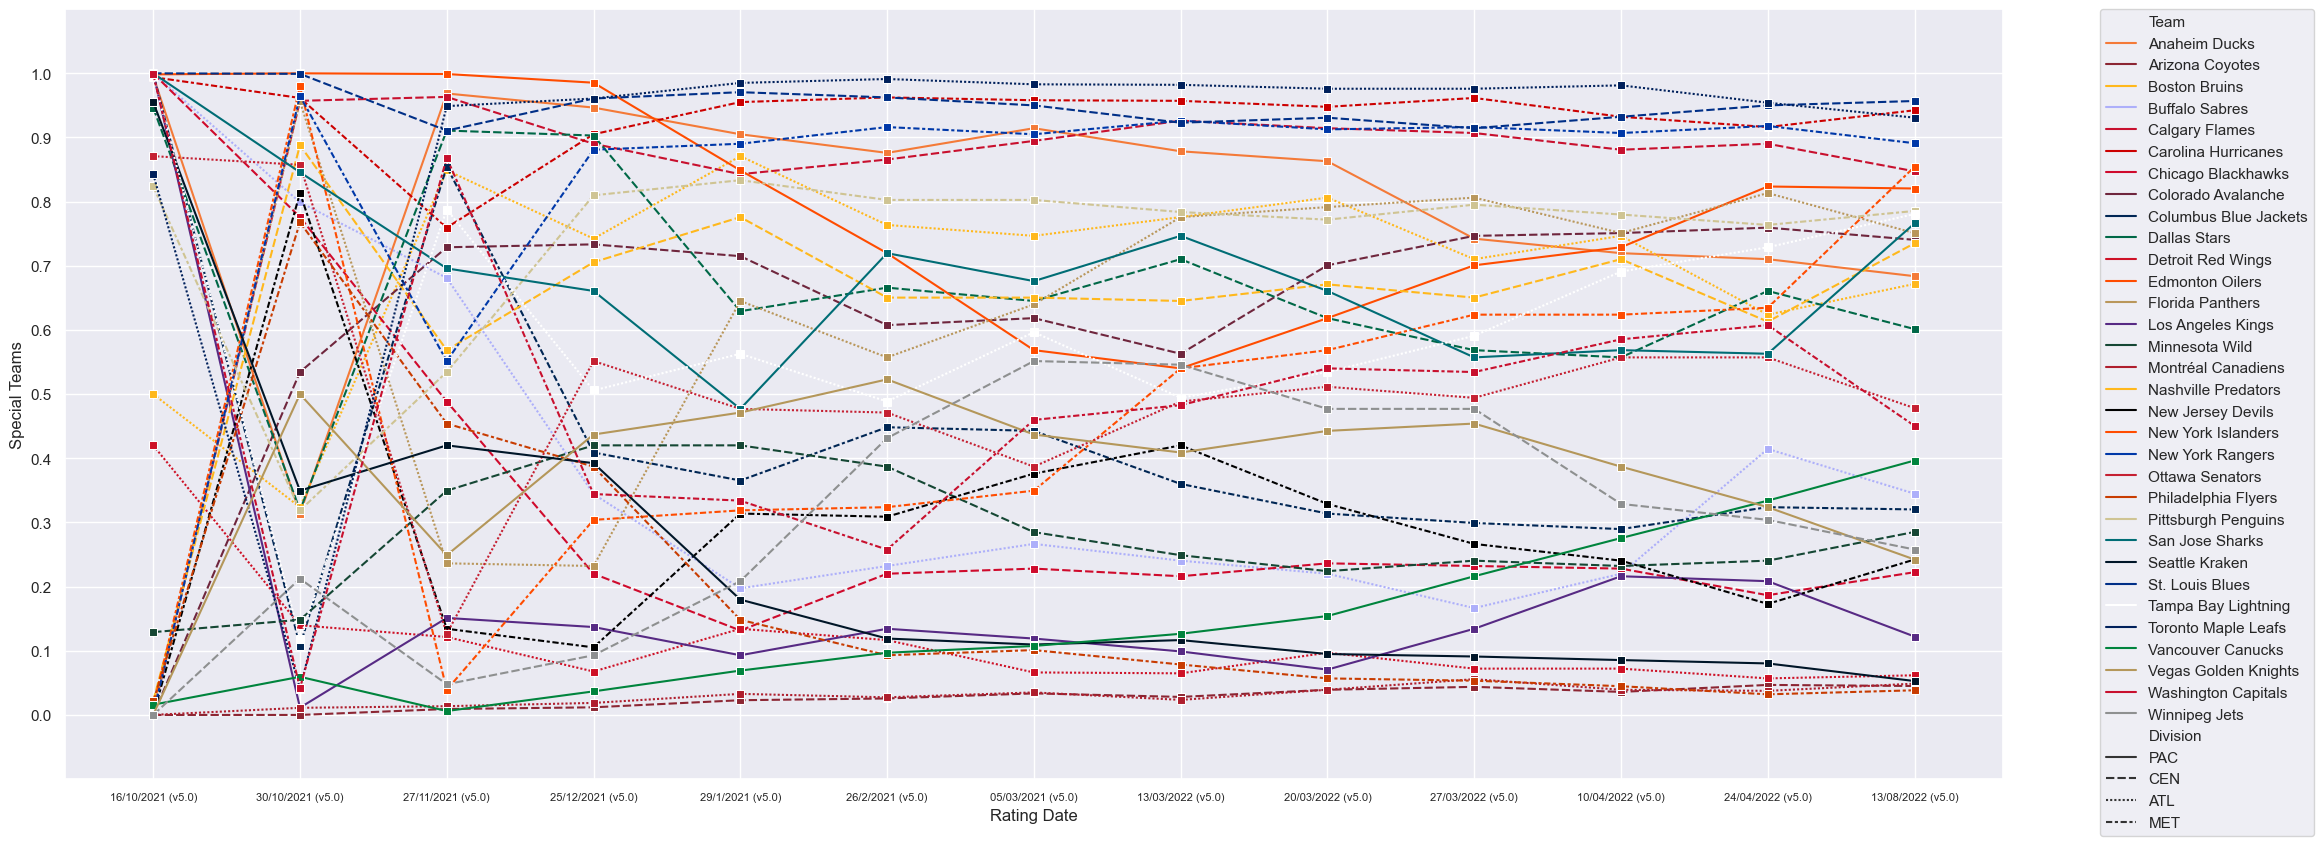 Special Teams
1.0
0.9
0.8
0.7
0.6
0.5
0.4
0.3
0.2
0.1
0.0
16/10/2021 (v5.0)
30/10/2021 (v5.0)
27/11/2021 (v5.0)
25/12/2021 (v5.0)
29/1/2021 (v5.0)
26/2/2021 (v5.0)
05/03/2021 (v5.0)
13/03/2022 (v5.0)
20/03/2022 (v5.0)
27/03/2022 (v5.0)
10/04/2022 (v5.0)
24/04/2022 (v5.0)
13/08/2022 (v5.0)
Rating Date
Team
Anaheim Ducks
Arizona Coyotes
Boston Bruins
Buffalo Sabres
Calgary Flames
Carolina Hurricanes
Chicago Blackhawks
Colorado Avalanche
Columbus Blue Jackets
Dallas Stars
Detroit Red Wings
Edmonton Oilers
Florida Panthers
Los Angeles Kings
Minnesota Wild
Montréal Canadiens
Nashville Predators
New Jersey Devils
New York Islanders
New York Rangers
Ottawa Senators
Philadelphia Flyers
Pittsburgh Penguins
San Jose Sharks
Seattle Kraken
St. Louis Blues
Tampa Bay Lightning
Toronto Maple Leafs
Vancouver Canucks
Vegas Golden Knights
Washington Capitals
Winnipeg Jets
Division
PAC
CEN
ATL
MET